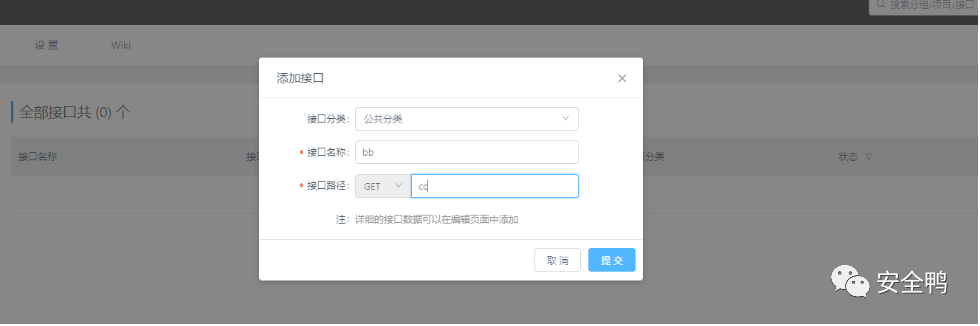 搜索分组/项目/接口
设 置 Wiki
添加接口
全部接口共 (0) 个
接口分类: 公共分类
接口名称 分类 状态
* 接口名称: bb
* 接口路径: GET cc
注: 详细的接口数据可以在编辑页面中添加
取 消 提 交
安全鸭